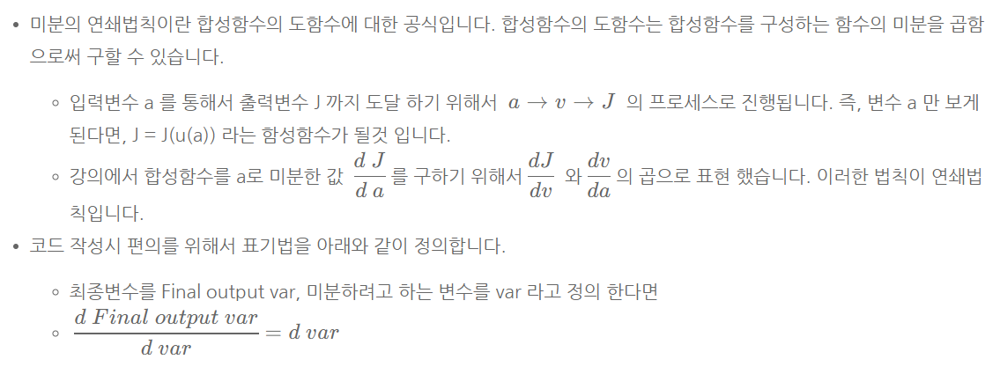 • 미분의 연쇄법칙이란 합성함수의 도함수에 대한 공식입니다. 합성함수의 도함수는 합성함수를 구성하는 함수의 미분을 곱함
으로써 구할 수 있습니다.
◦ 입력변수 a 를 통해서 출력변수 J 까지 도달 하기 위해서 a → v → J 의 프로세스로 진행됩니다. 즉, 변수 a 만 보게
된다면, J = J(u(a)) 라는 함성함수가 될것 입니다.
◦ 강의에서 합성함수를 a로 미분한 값 \frac{d J}{d a} 를 구하기 위해서 \frac{dJ}{dv} 와 \frac{dv}{da} 의 곱으로 표현 했습니다. 이러한 법칙이 연쇄법
칙입니다.
• 코드 작성시 편의를 위해서 표기법을 아래와 같이 정의합니다.
◦ 최종변수를 Final output var, 미분하려고 하는 변수를 var 라고 정의 한다면
◦ \frac{d Final output var}{d var} = d var